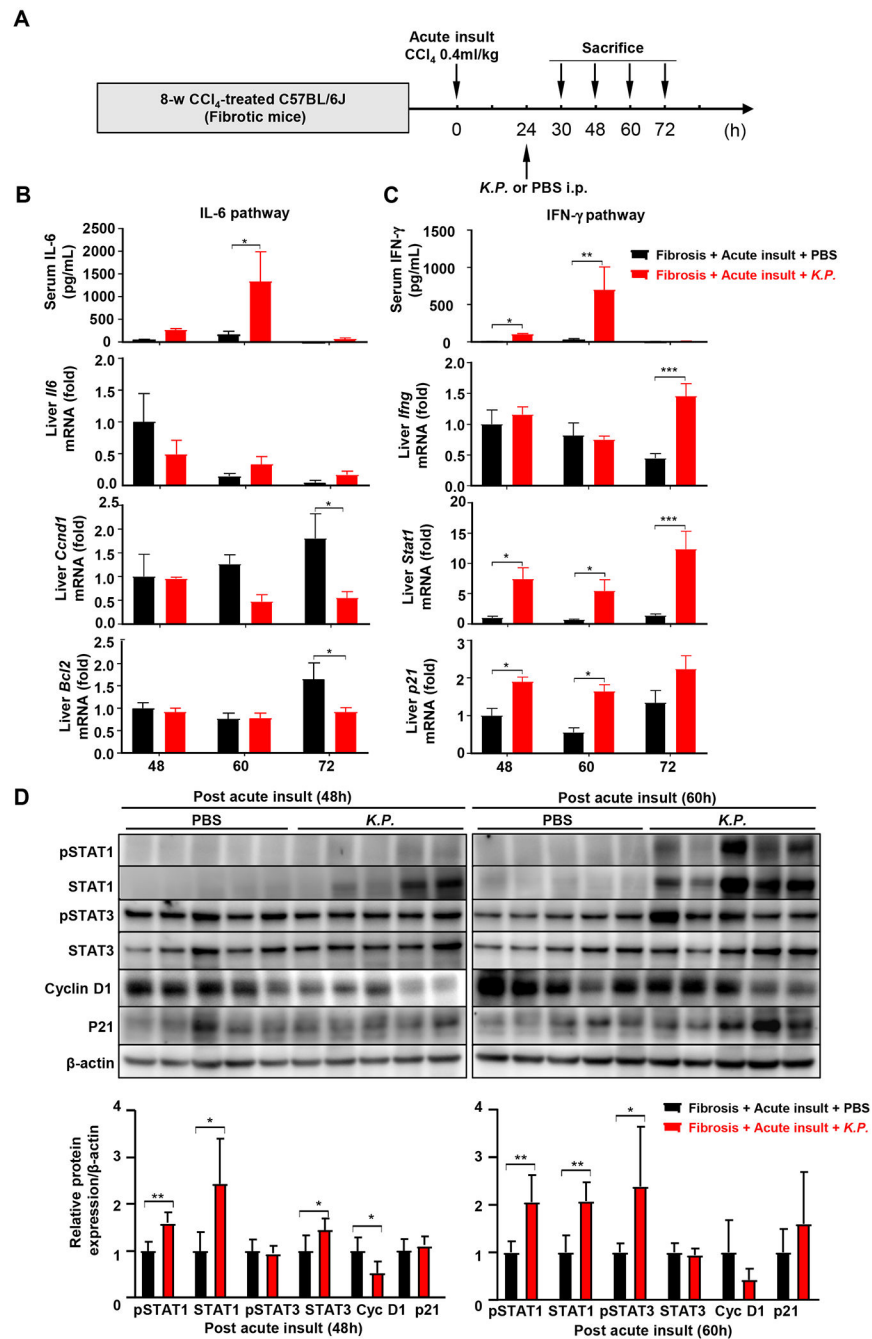 A
Acute insult
CCl4 0.4ml/kg
Sacrifice
8-w CCl4-treated C57BL/6J
(Fibrotic mice)
0 24 30 48 60 72 (h)
K.P. or PBS i.p.
B
IL-6 pathway
Serum IL-6
(pg/mL)
2500
2000
1500
1000
500
0
*
Liver Il6
mRNA (fold)
2.0
1.5
1.0
0.5
0.0
Liver Ccnd1
mRNA (fold)
2.5
2.0
1.5
1.0
0.5
0.0
*
Liver Bcl2
mRNA (fold)
2.5
2.0
1.5
1.0
0.5
0.0
*
48 60 72
C
IFN-γ pathway
Fibrosis + Acute insult + PBS
Fibrosis + Acute insult + K.P.
Serum IFN-γ
(pg/mL)
1500
1000
500
0
* **
Liver Ifng
mRNA (fold)
2.0
1.5
1.0
0.5
0.0
***
Liver Stat1
mRNA (fold)
20
15
10
5
0
* * ***
Liver p21
mRNA (fold)
3
2
1
0
* *
48 60 72
D
Post acute insult (48h) Post acute insult (60h)
PBS K.P. PBS K.P.
pSTAT1
STAT1
pSTAT3
STAT3
Cyclin D1
P21
β-actin
Relative protein
expression/β-actin
4
3
2
1
0
** * * *
pSTAT1 STAT1 pSTAT3 STAT3 Cyc D1 p21
Post acute insult (48h)
Fibrosis + Acute insult + PBS
Fibrosis + Acute insult + K.P.
4
3
2
1
0
** ** *
pSTAT1 STAT1 pSTAT3 STAT3 Cyc D1 p21
Post acute insult (60h)